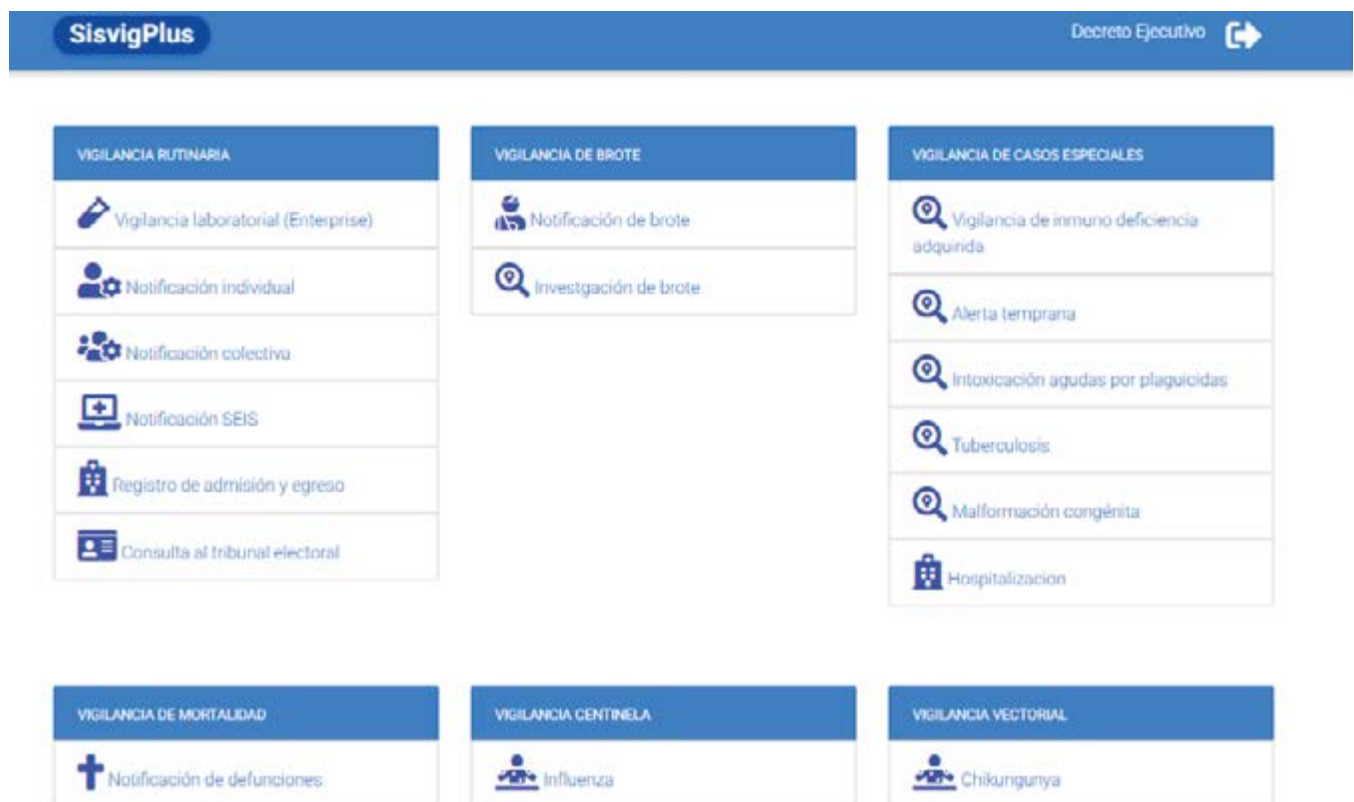 SisvigPlus
Decreto Ejecutivo
VIGILANCIA RUTINARIA
Vigilancia laboratorial (Enterprise)
Notificación individual
Notificación colectiva
Notificación SEIS
Registro de admisión y egreso
Consulta al tribunal electoral
VIGILANCIA DE BROTE
Notificación de brote
Investgación de brote
VIGILANCIA DE CASOS ESPECIALES
Vigilancia de inmuno deficiencia
adquirida
Alerta temprana
Intoxicación agudas por plaguicidas
Tuberculosis
Malformación congénita
Hospitalizacion
VIGILANCIA DE MORTALIDAD
Notificación de defunciones
VIGILANCIA CENTINELA
Influenza
VIGILANCIA VECTORIAL
Chikungunya